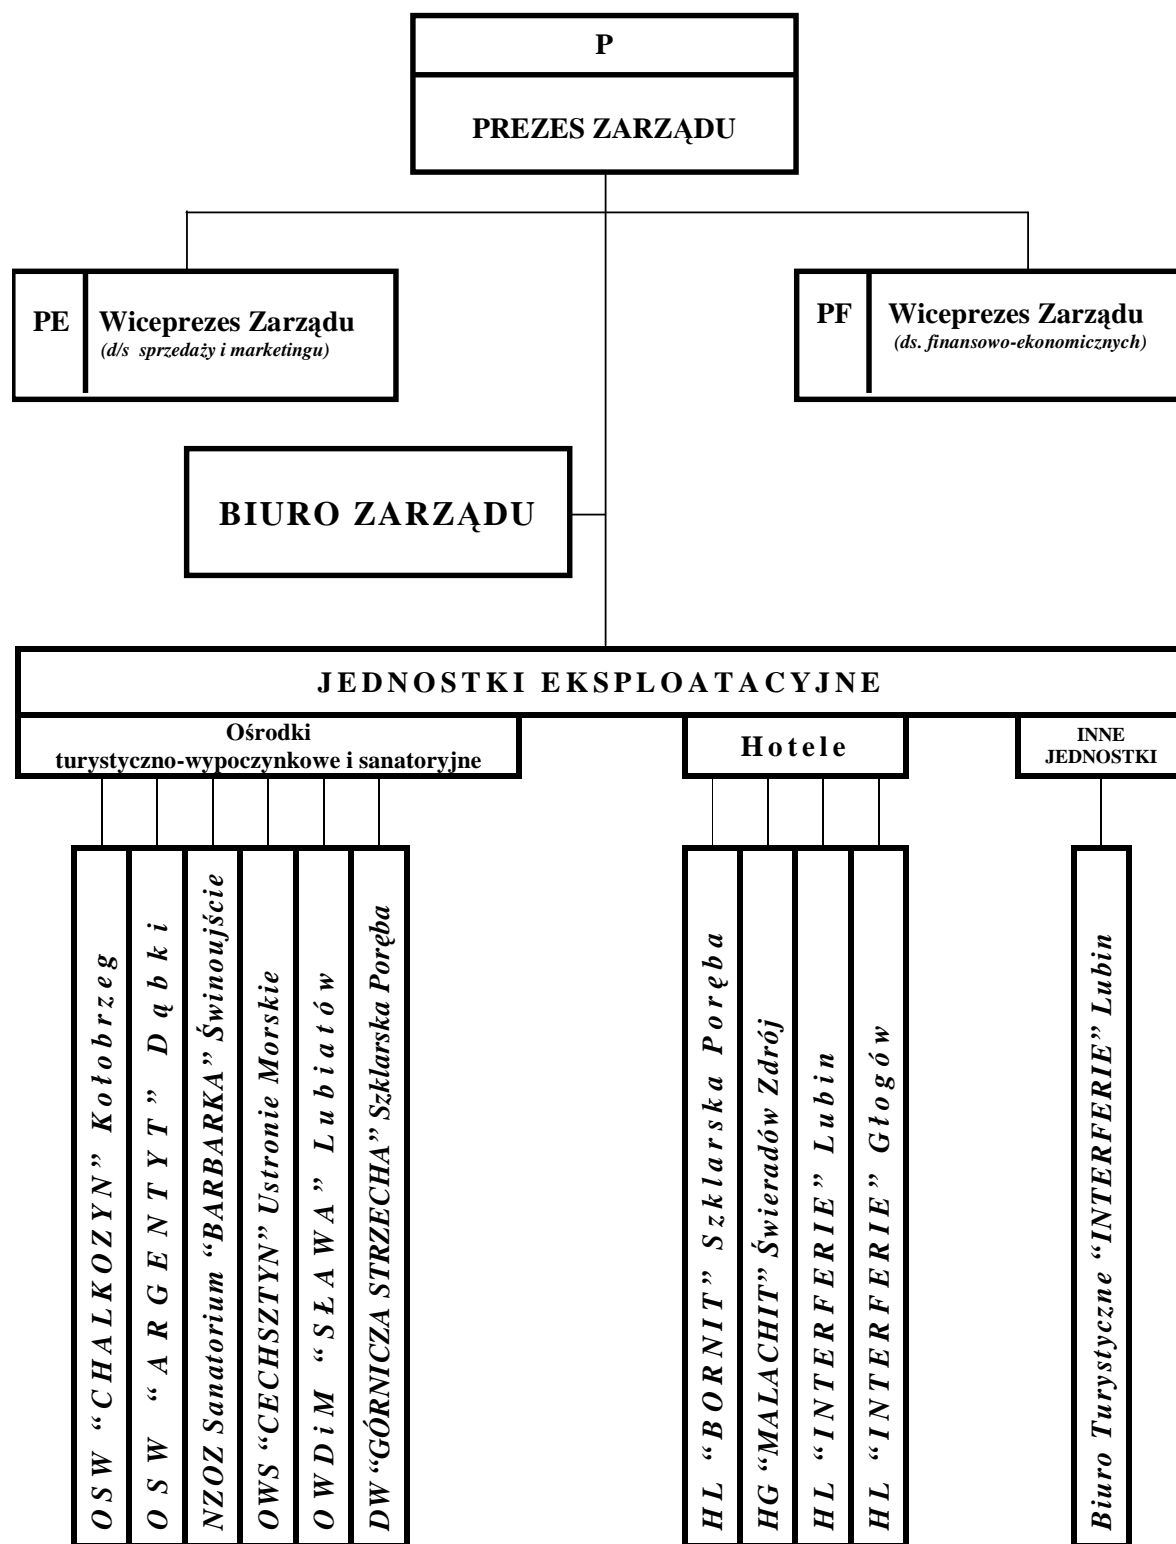 P
PREZES ZARZĄDU
PE
Wiceprezes Zarządu
(d/s sprzedaży i marketingu)
PF
Wiceprezes Zarządu
(ds. finansowo-ekonomicznych)
BIURO ZARZĄDU
JEDNOSTKI EKSPLOATACYJNE
Ośrodki
turystyczno-wypoczynkowe i sanatoryjne
Hotele
INNE
JEDNOSTKI
OSW “CHALKOZYN” Kołobrzeg
OSW “ARGENTYT” Dąbki
NZOZ Sanatorium “BARBARKA” Świnoujście
OWS “CECHSZTYN” Ustronie Morskie
OWDiM “SŁAWA” Lubiatów
DW “GÓRNICZA STRZECHA” Szklarska Poręba
HL “BORNIT” Szklarska Poręba
HG “MALACHIT” Świeradów Zdrój
HL “INTERFERIE” Lubin
HL “INTERFERIE” Głogów
Biuro Turystyczne “INTERFERIE” Lubin